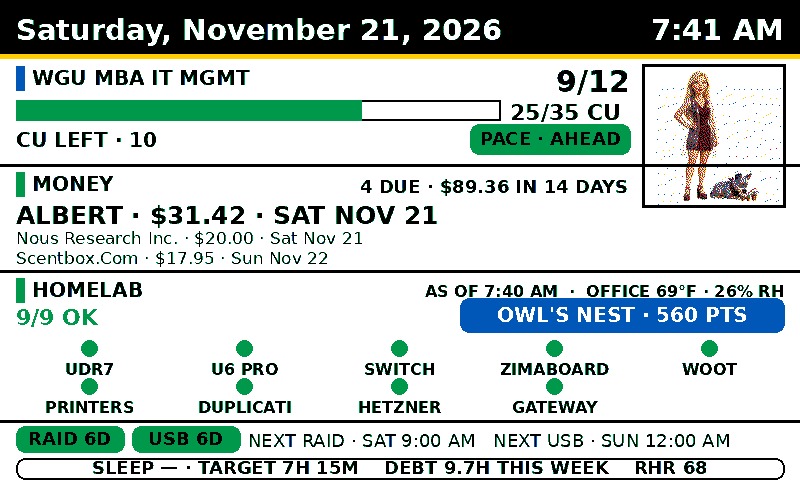 Saturday, November 21, 2026 7:41 AM
WGU MBA IT MGMT 9/12
25/35 CU
CU LEFT · 10 PACE · AHEAD
MONEY 4 DUE · $89.36 IN 14 DAYS
ALBERT · $31.42 · SAT NOV 21
Nous Research Inc. · $20.00 · Sat Nov 21
Scentbox.Com · $17.95 · Sun Nov 22
HOMELAB AS OF 7:40 AM · OFFICE 69°F · 26% RH
9/9 OK OWL'S NEST · 560 PTS
UDR7 U6 PRO SWITCH ZIMABOARD WOOT
PRINTERS DUPLICATI HETZNER GATEWAY
RAID 6D USB 6D NEXT RAID · SAT 9:00 AM NEXT USB · SUN 12:00 AM
SLEEP — · TARGET 7H 15M DEBT 9.7H THIS WEEK RHR 68